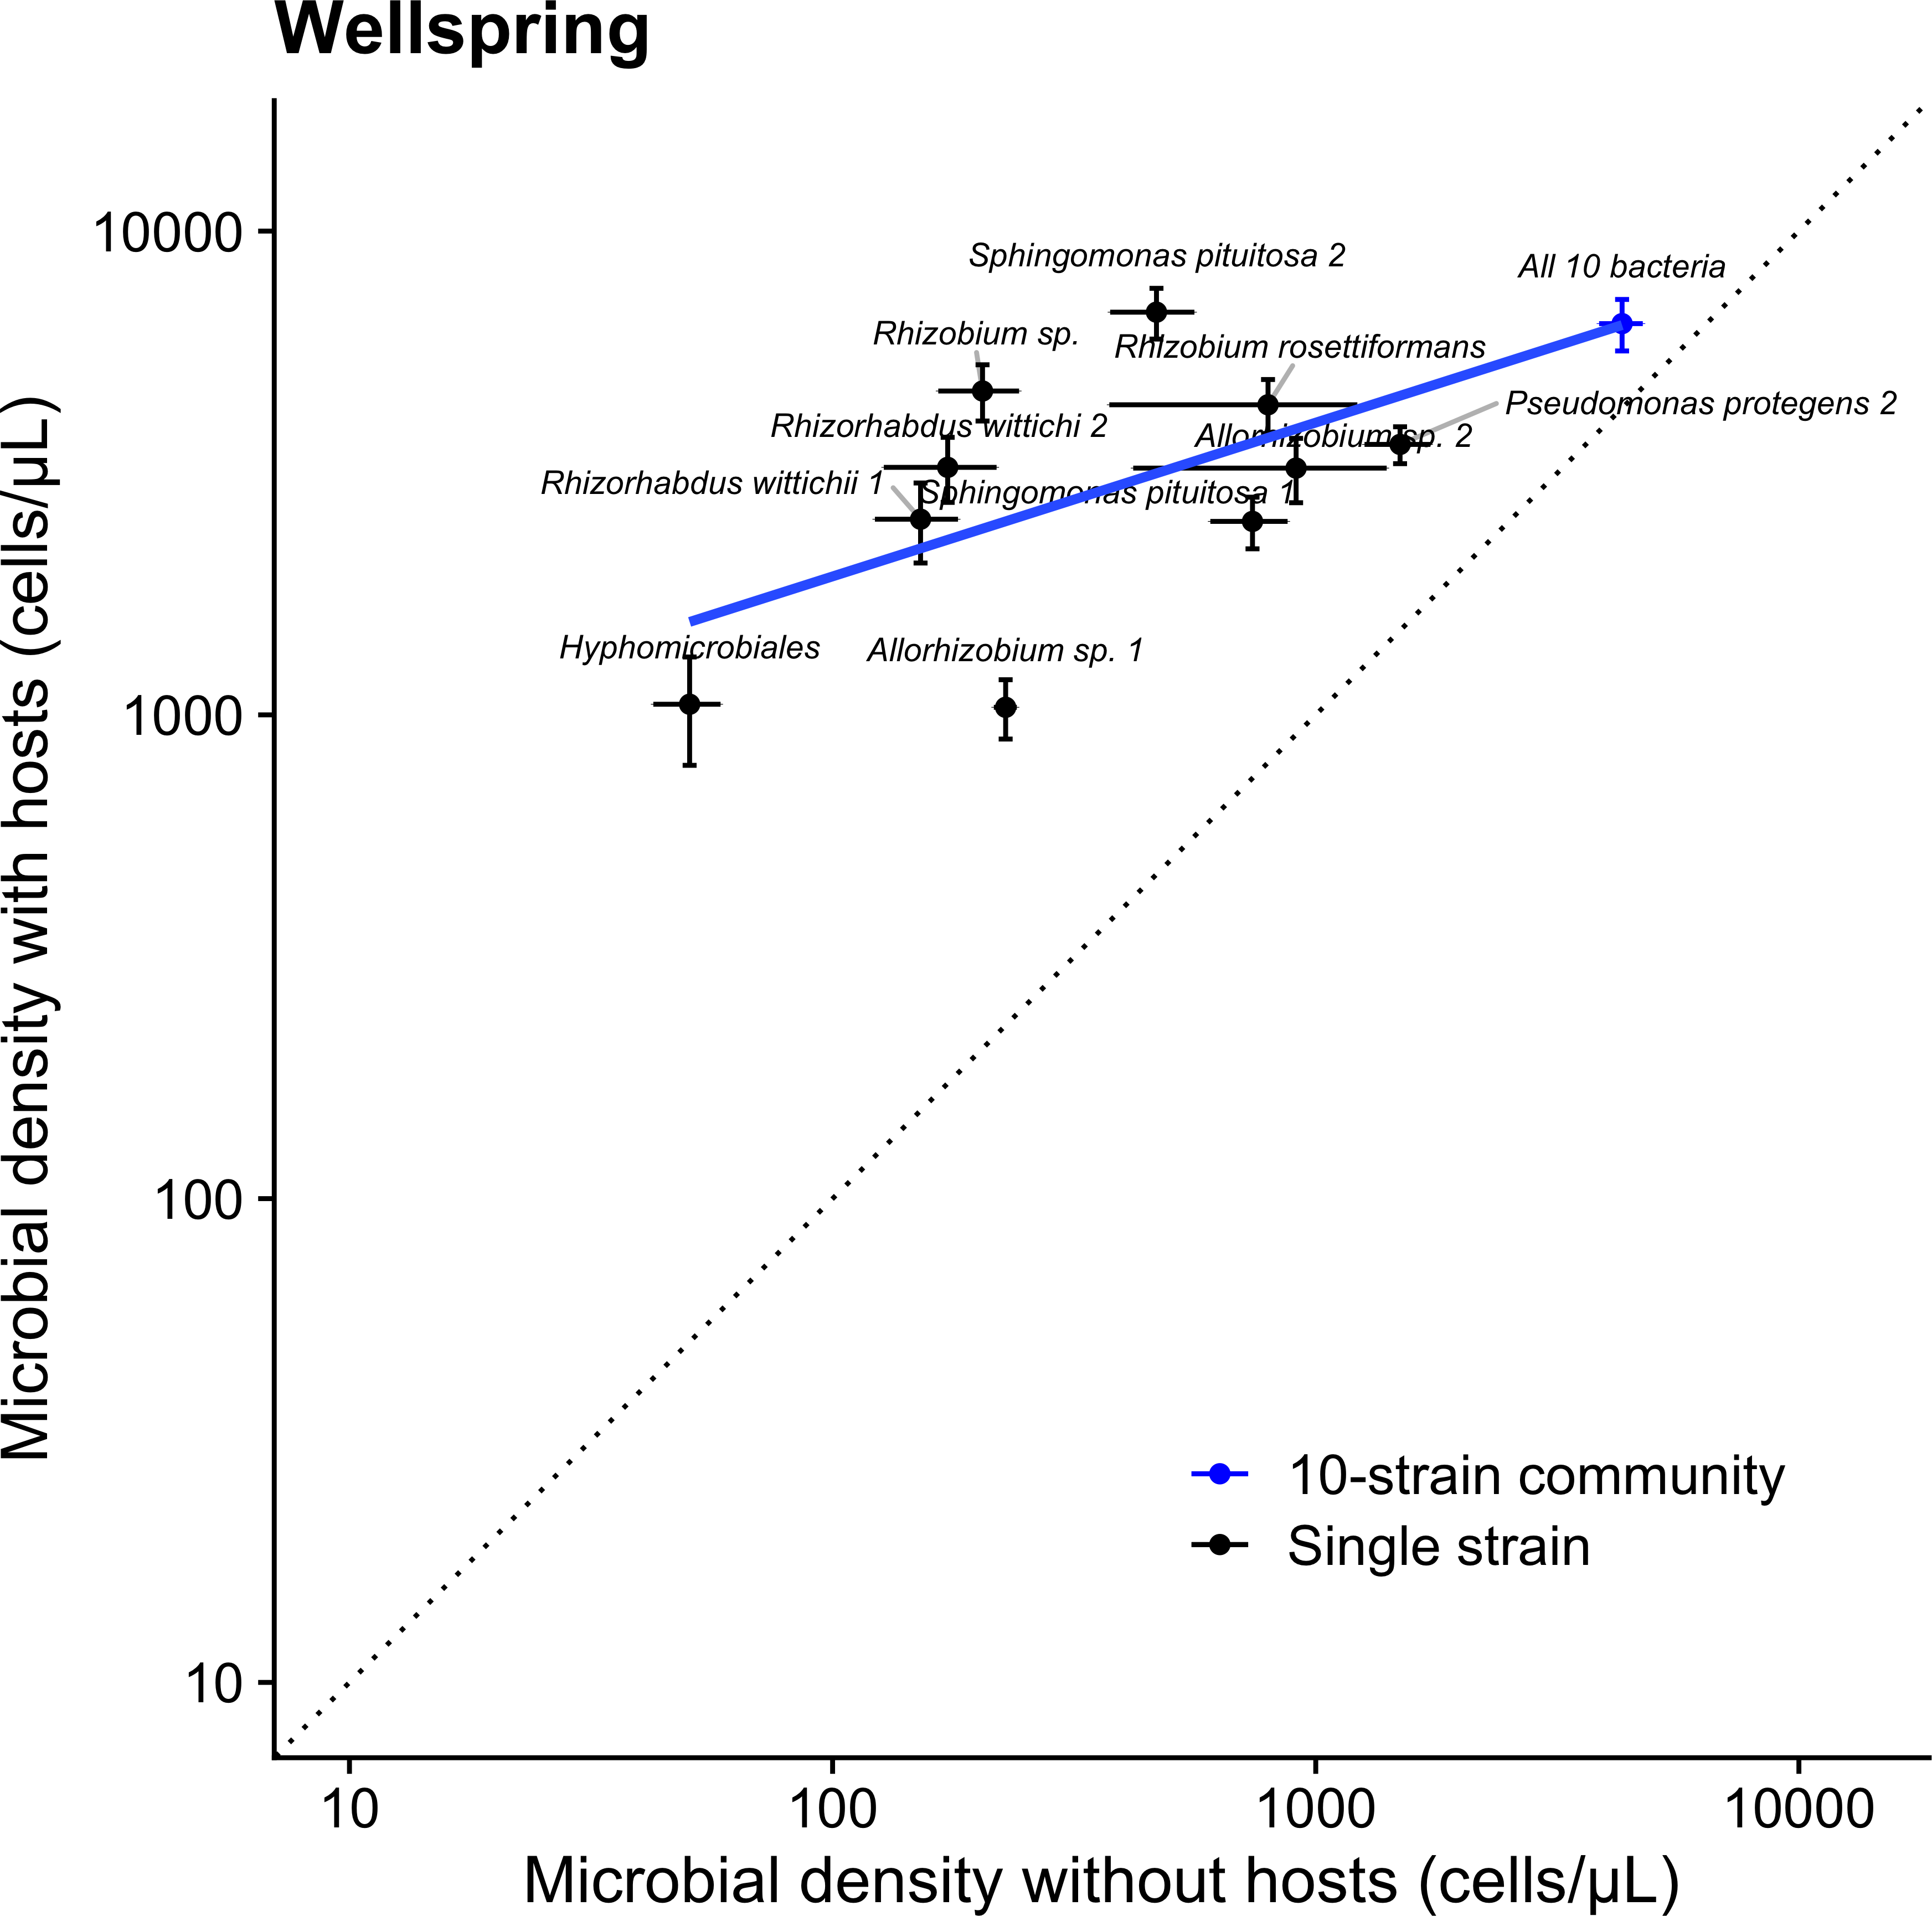 Wellspring
Microbial density with hosts (cells/µL)
10000
1000
100
10
Sphingomonas pituitosa 2
All 10 bacteria
Rhizobium sp.
Rhizobium rosettiformans
Pseudomonas protegens 2
Rhizorhabdus wittichi 2
Allorhizobium sp. 2
Rhizorhabdus wittichii 1
Sphingomonas pituitosa 1
Hyphomicrobiales
Allorhizobium sp. 1
10-strain community
Single strain
10
100
1000
10000
Microbial density without hosts (cells/µL)